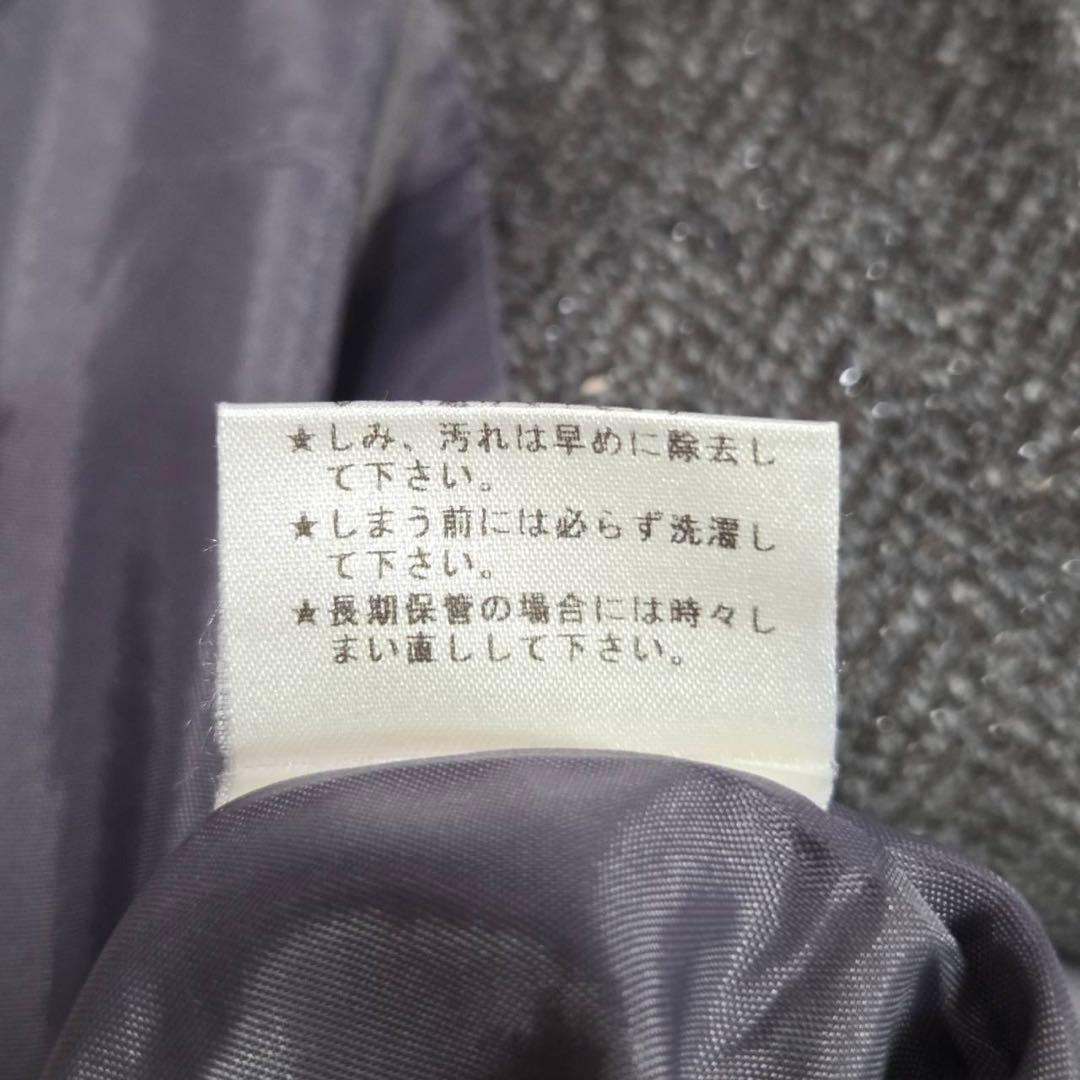 ★しみ、汚れは早めに除去し
て下さい。
★しまう前には必らず洗濯し
て下さい。
★長期保管の場合には時々し
まい直しして下さい。